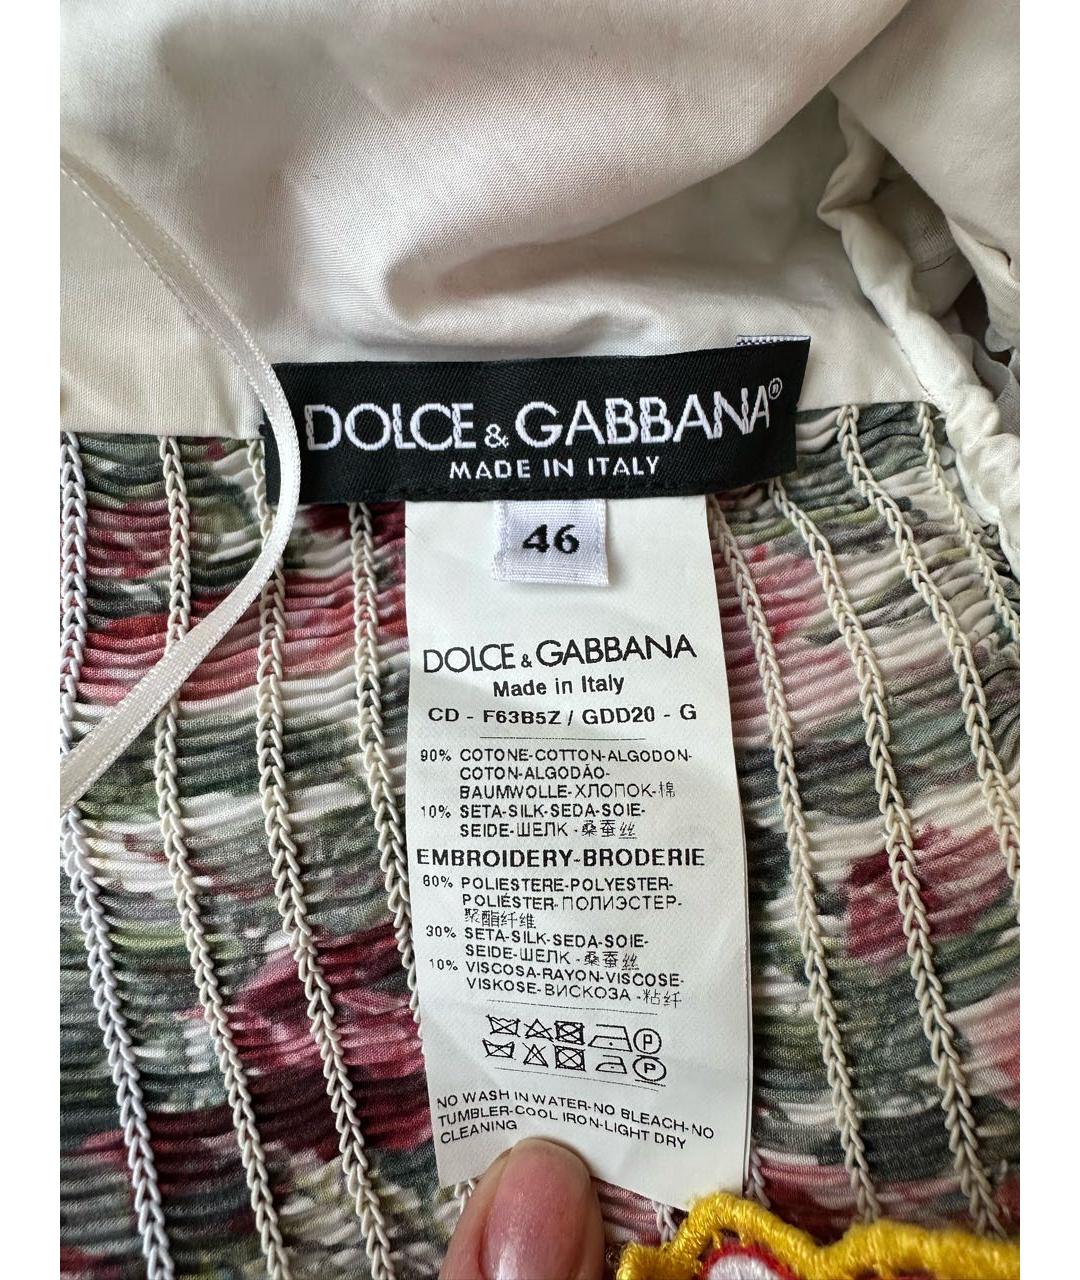 DOLCE & GABBANA®
MADE IN ITALY
46
DOLCE & GABBANA
Made in Italy
CD - F63B5Z / GDD20 - G
90% COTONE-COTTON-ALGODON-
COTON-ALGODÃO-
BAUMWOLLE-ХЛОПОК-棉
10% SETA-SILK-SEDA-SOIE-
SEIDE-ШЕЛК -桑蚕丝
EMBROIDERY-BRODERIE
60% POLIESTERE-POLYESTER-
POLIÉSTER-ПОЛИЭСТЕР-
聚酯纤维
30% SETA-SILK-SEDA-SOIE-
SEIDE-ШЕЛК -桑蚕丝
10% VISCOSA-RAYON-VISCOSE-
VISKOSE-ВИСКОЗА -粘纤
P
P
NO WASH IN WATER-NO BLEACH-NO
TUMBLER-COOL IRON-LIGHT DRY
CLEANING